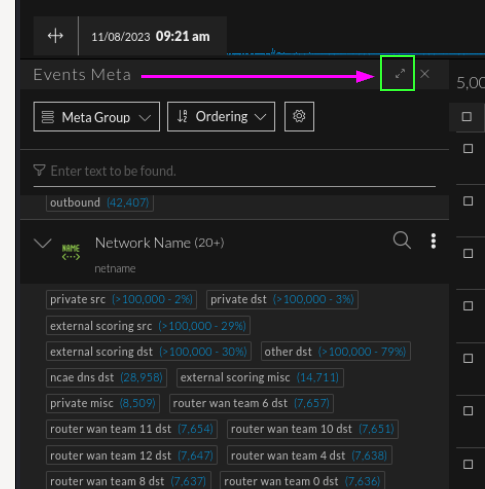 11/08/2023 09:21 am
Events Meta
5,00
Meta Group Ordering
Enter text to be found.
outbound (42,407)
NAME
<··>
Network Name (20+)
netname
private src (>100,000 - 2%) private dst (>100,000 - 3%)
external scoring src (>100,000 - 29%)
external scoring dst (>100,000 - 30%) other dst (>100,000 - 79%)
ncae dns dst (28,958) external scoring misc (14,711)
private misc (8,509) router wan team 6 dst (7,657)
router wan team 11 dst (7,654) router wan team 10 dst (7,651)
router wan team 12 dst (7,647) router wan team 4 dst (7,638)
router wan team 8 dst (7,637) router wan team 0 dst (7,636)